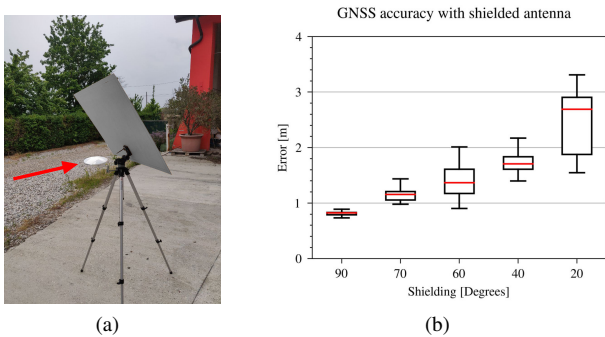 GNSS accuracy with shielded antenna
4
3
2
1
0
Error [m]
90 70 60 40 20
Shielding [Degrees]
(a) (b)